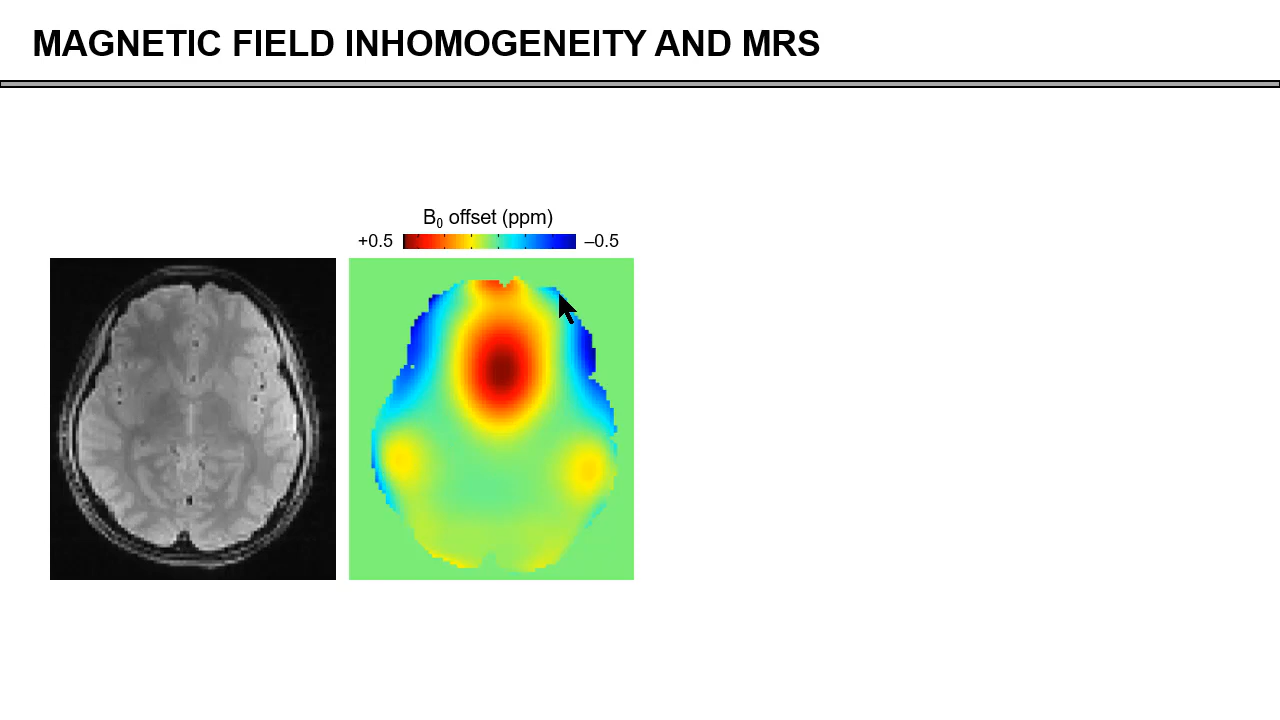 MAGNETIC FIELD INHOMOGENEITY AND MRS
B₀ offset (ppm)
+0.5 –0.5